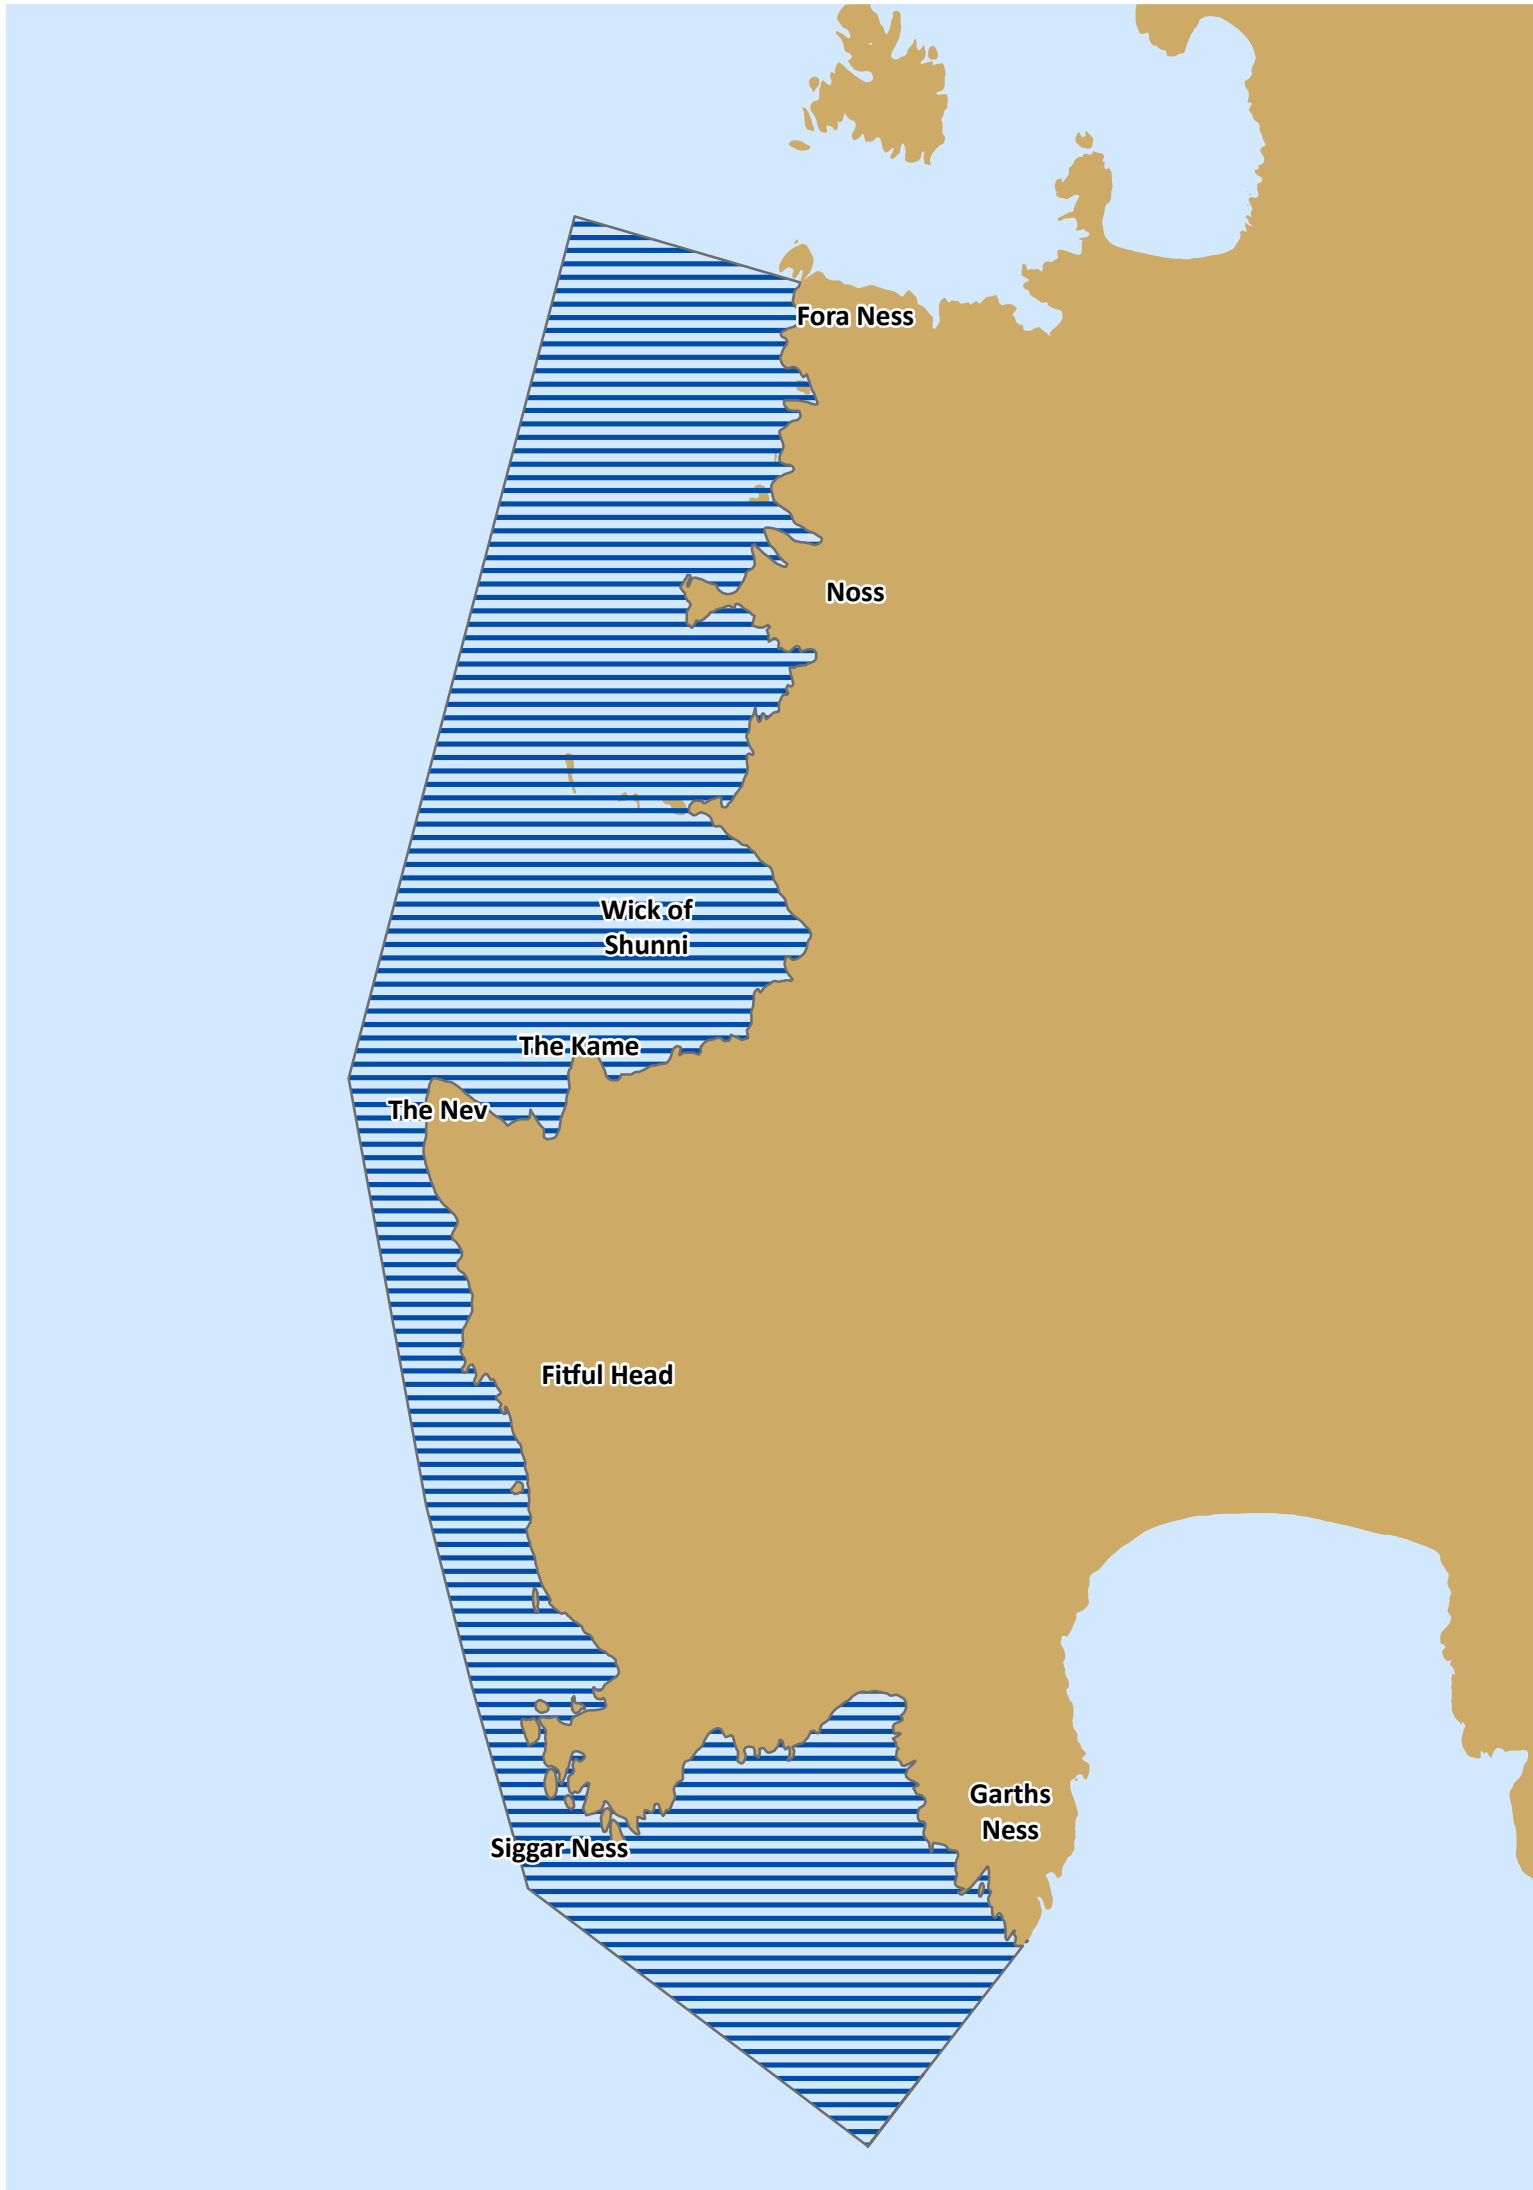 Fora Ness
Noss
Wick of
Shunni
The Kame
The Nev
Fitful Head
Garths
Ness
Siggar Ness